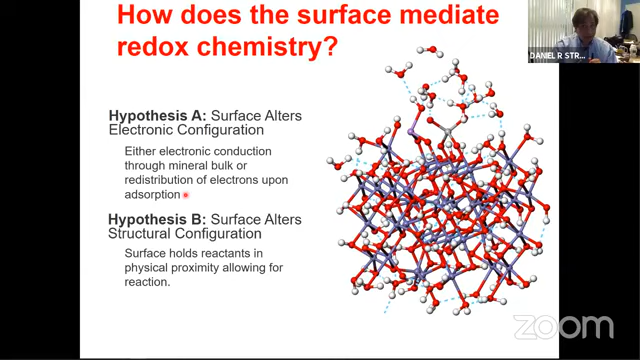 How does the surface mediate
redox chemistry?
DANIEL R STR...
Hypothesis A: Surface Alters
Electronic Configuration
Either electronic conduction
through mineral bulk or
redistribution of electrons upon
adsorption
Hypothesis B: Surface Alters
Structural Configuration
Surface holds reactants in
physical proximity allowing for
reaction.
zoom